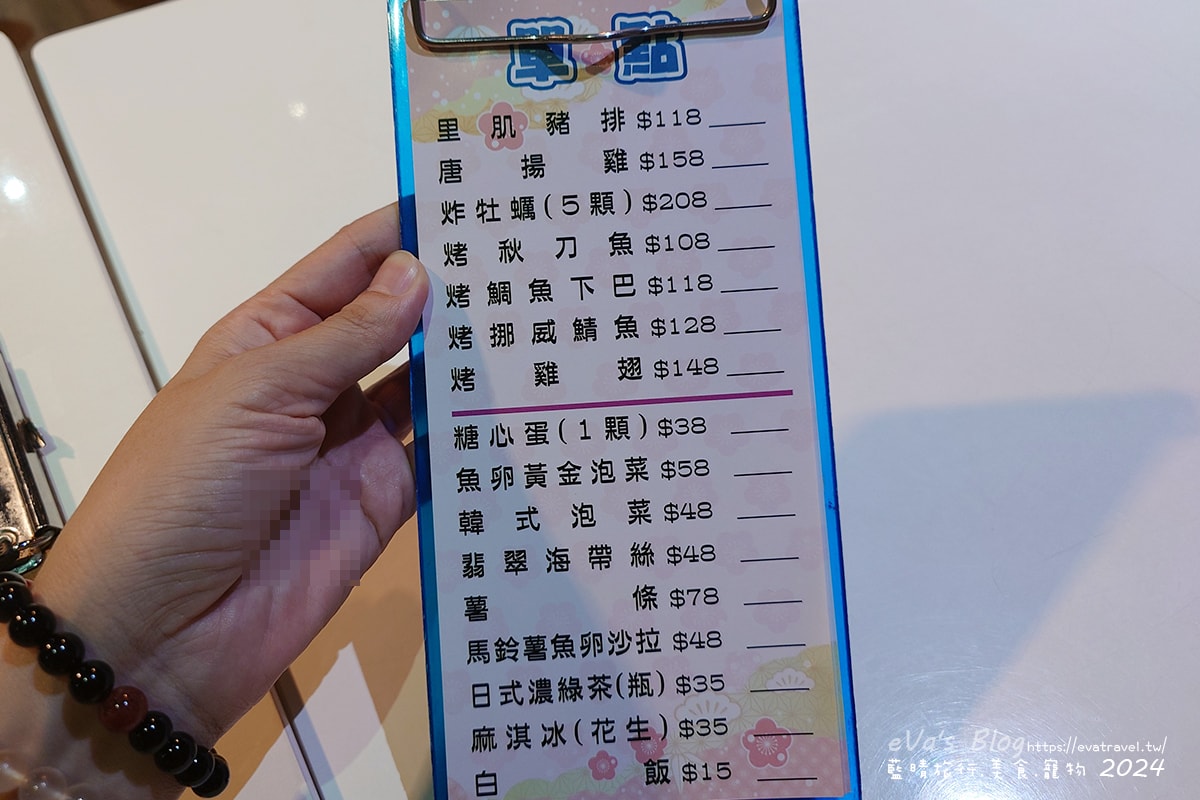 單點
里肌豬排 $118
唐揚雞 $158
炸牡蠣(5顆) $208
烤秋刀魚 $108
烤鯛魚下巴 $118
烤挪威鯖魚 $128
烤雞翅 $148
糖心蛋(1顆) $38
魚卵黃金泡菜 $58
韓式泡菜 $48
翡翠海帶絲 $48
薯條 $78
馬鈴薯魚卵沙拉 $48
日式濃綠茶(瓶) $35
麻淇冰(花生) $35
白飯 $15
eVa's Blog https://evatravel.tw/
藍晴旅行.美食.寵物 2024